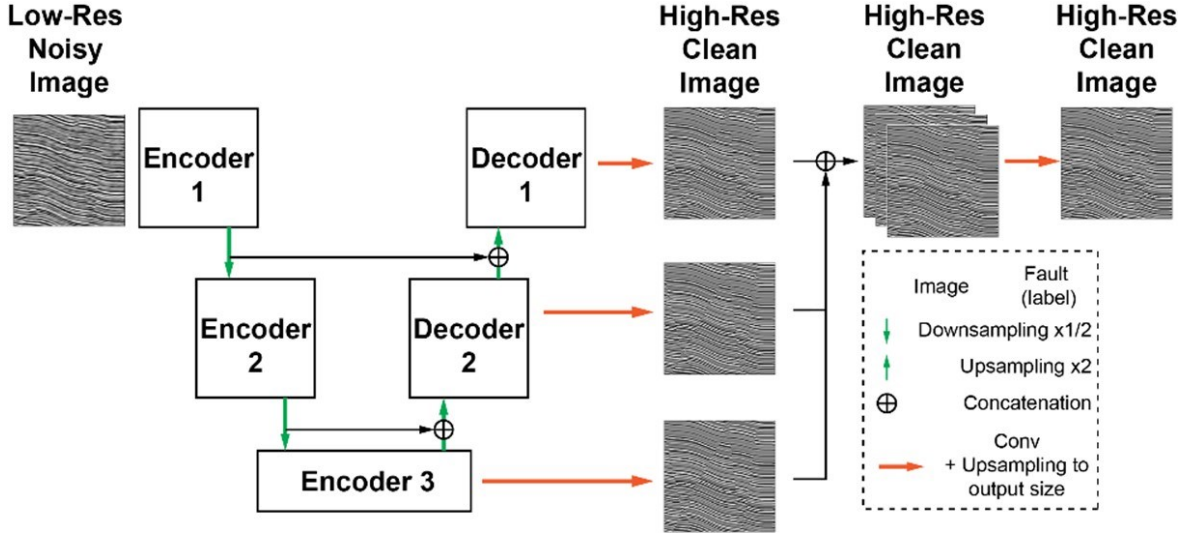 Low-Res
Noisy
Image
High-Res
Clean
Image
High-Res
Clean
Image
High-Res
Clean
Image
Encoder
1
Decoder
1
Encoder
2
Decoder
2
Encoder 3
Image
Fault
(label)
Downsampling x1/2
Upsampling x2
Concatenation
Conv
+ Upsampling to
output size